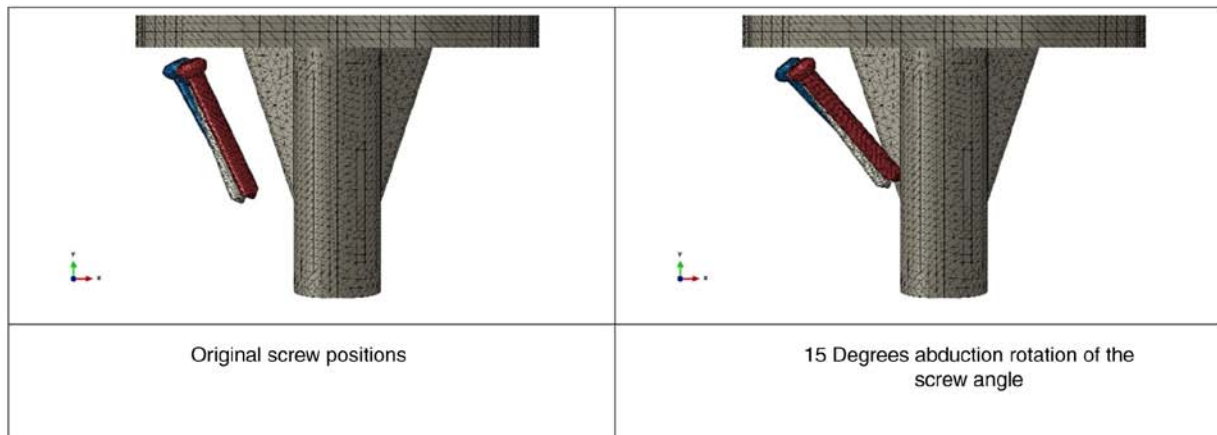 Y
X
Y
X
Original screw positions
15 Degrees abduction rotation of the
screw angle